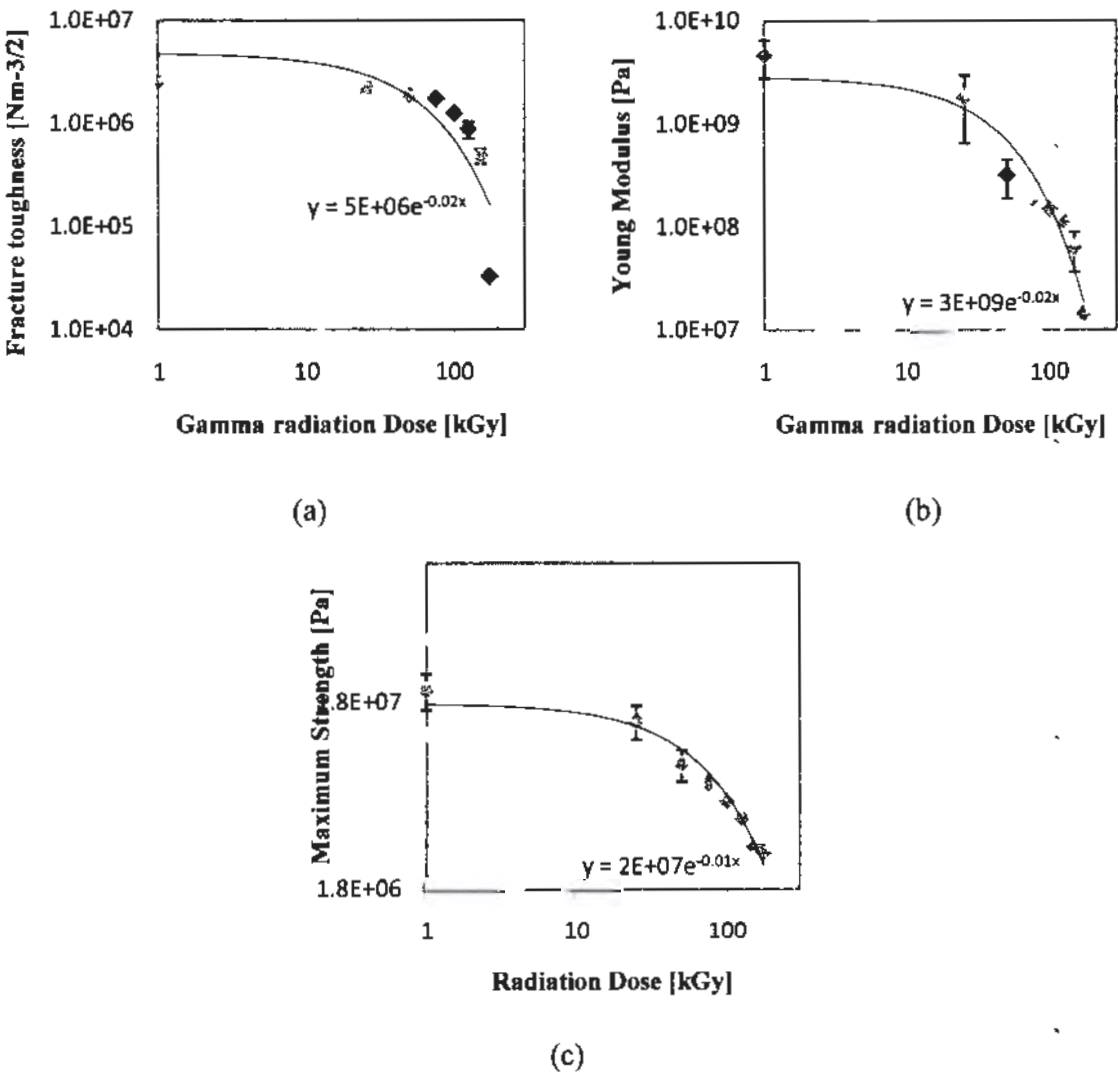 Fracture toughness [Nm-3/2]
1.0E+07
1.0E+06
1.0E+05
1.0E+04
y = 5E+06e^-0.02x
1
10
100
Gamma radiation Dose [kGy]
(a)
Young Modulus [Pa]
1.0E+10
1.0E+09
1.0E+08
1.0E+07
y = 3E+09e^-0.02x
1
10
100
Gamma radiation Dose [kGy]
(b)
Maximum Strength [Pa]
.8E+07
1.8E+06
y = 2E+07e^-0.01x
1
10
100
Radiation Dose [kGy]
(c)